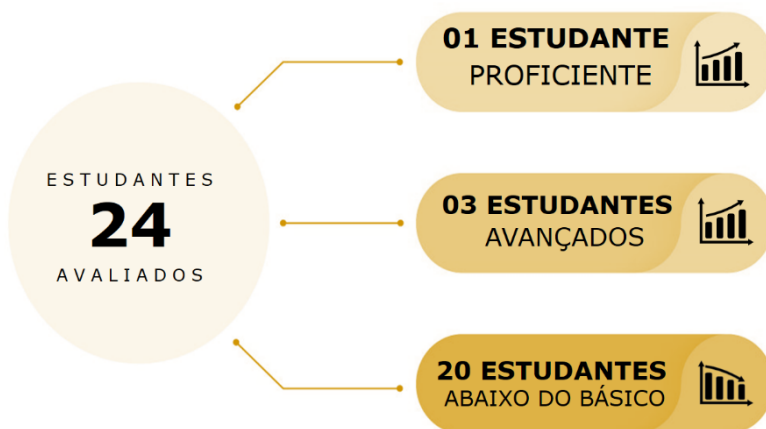 ESTUDANTES
24
AVALIADOS
01 ESTUDANTE
PROFICIENTE
03 ESTUDANTES
AVANÇADOS
20 ESTUDANTES
ABAIXO DO BÁSICO